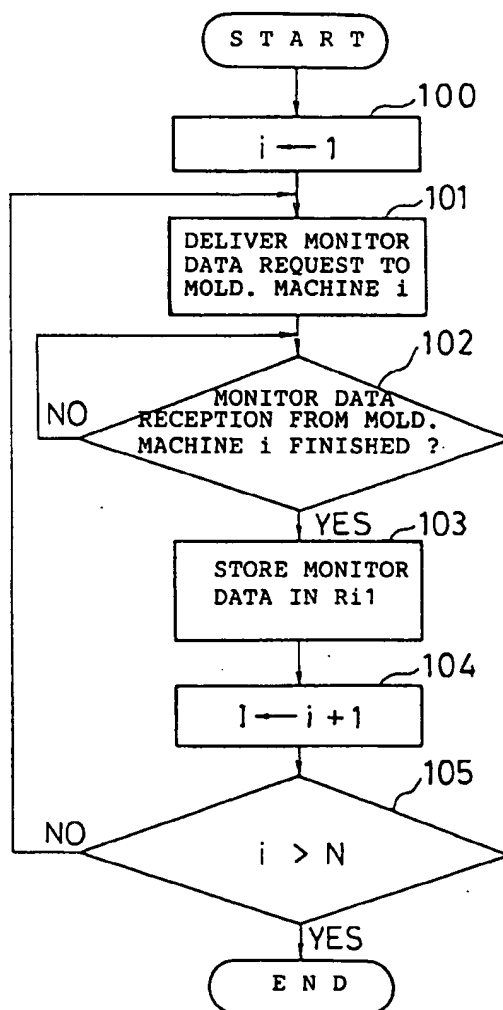 START
100
i ← 1
101
DELIVER MONITOR
DATA REQUEST TO
MOLD. MACHINE i
102
MONITOR DATA
RECEPTION FROM MOLD.
MACHINE i FINISHED ?
NO
YES
103
STORE MONITOR
DATA IN Ri1
104
I ← i + 1
105
i > N
NO
YES
END